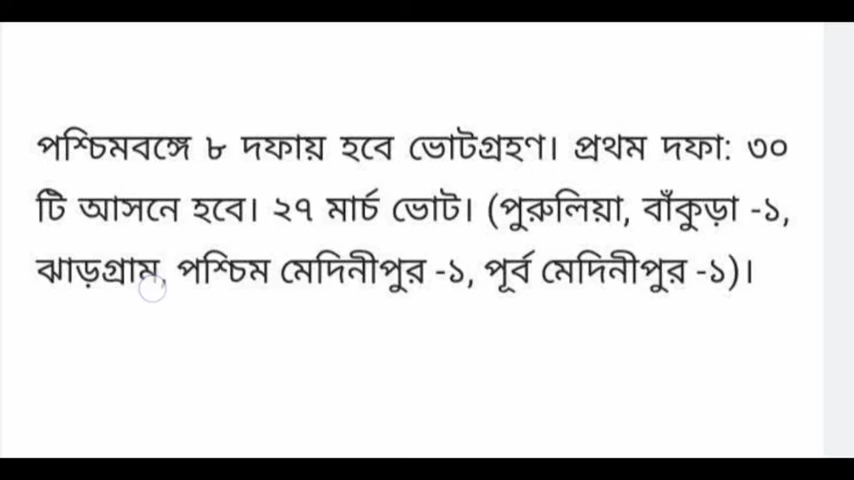 পশ্চিমবঙ্গে ৮ দফায় হবে ভোটগ্রহণ। প্রথম দফা: ৩০
টি আসনে হবে। ২৭ মার্চ ভোট। (পুরুলিয়া, বাঁকুড়া -১,
ঝাড়গ্রাম, পশ্চিম মেদিনীপুর -১, পূর্ব মেদিনীপুর -১)।